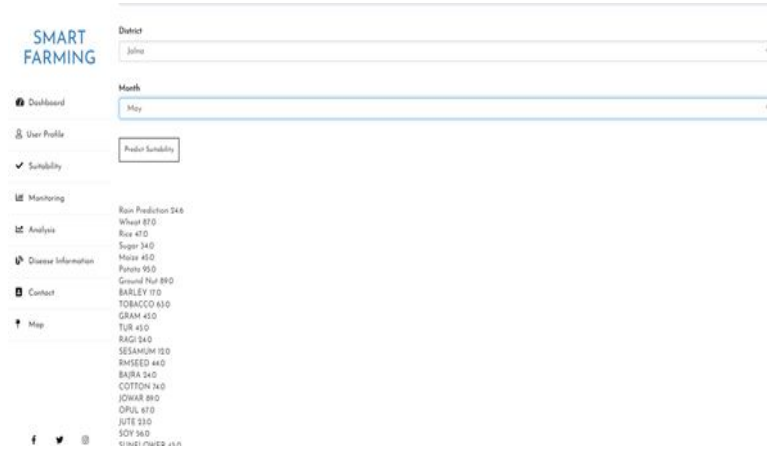 SMART
FARMING
Dashboard
User Profile
Suitability
Monitoring
Analysis
Disease Information
Contact
Map
District
Jalna
Month
May
Predict Suitability
Rain Prediction 24.6
Wheat 87.0
Rice 47.0
Sugar 34.0
Maize 45.0
Potato 95.0
Ground Nut 89.0
BARLEY 17.0
TOBACCO 63.0
GRAM 45.0
TUR 45.0
RAGI 24.0
SESAMUM 12.0
RMSEED 44.0
BAJRA 24.0
COTTON 74.0
JOWAR 89.0
OPUL 67.0
JUTE 23.0
SOY 56.0
SUNFLOWER